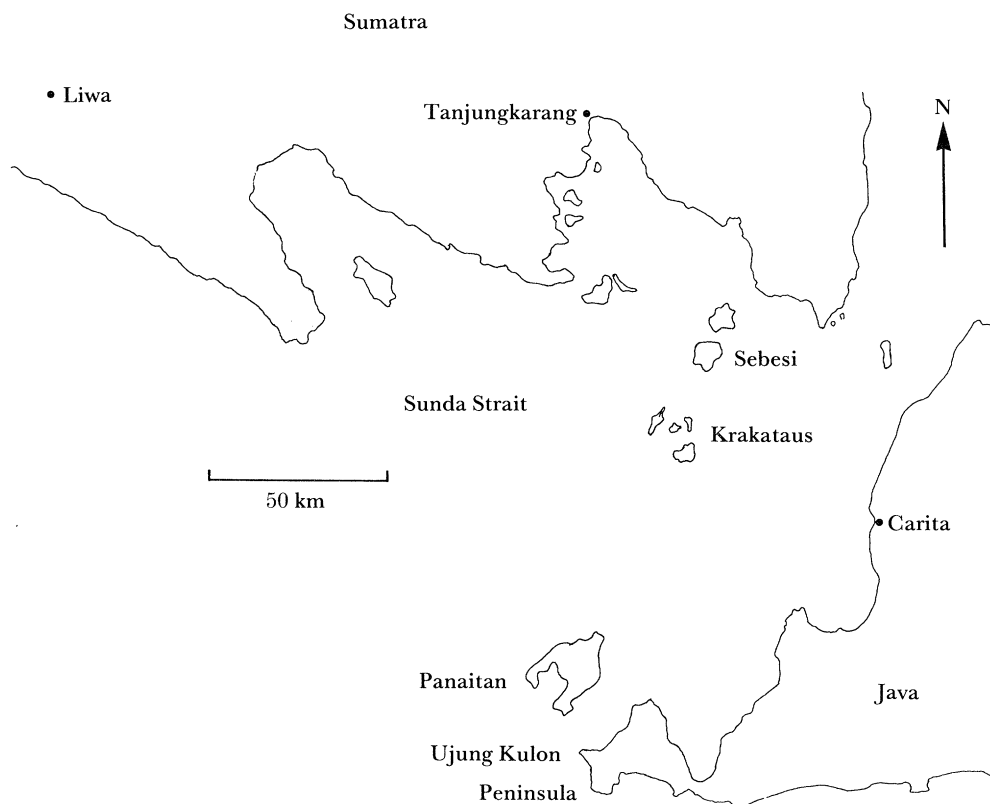 Sumatra
Liwa
Tanjungkarang
N
Sebesi
Sunda Strait
Krakataus
50 km
Carita
Panaitan
Java
Ujung Kulon
Peninsula